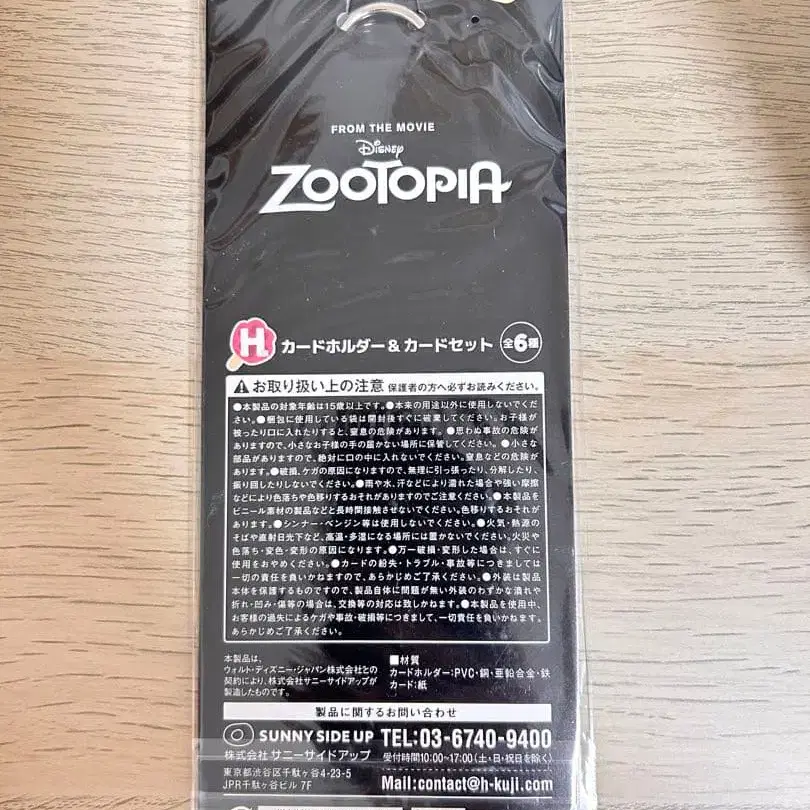 FROM THE MOVIE
Disney
ZOOTOPIA
H カードホルダー&カードセット 全6種
お取り扱い上の注意 保護者の方へ必ずお読みください。
●本製品の対象年齢は15歳以上です。●本来の用途以外に使用しないでくだ
さい。●梱包に使用している袋は開封後すぐに破棄してください。お子様が
被ったり口に入れたりすると、窒息の危険があります。●思わぬ事故の危険が
ありますので、小さなお子様の手の届かない場所に保管してください。●小さな
部品がありますので、絶対に口の中に入れないでください。窒息などの危険が
あります。●破損、ケガの原因になりますので、無理に引っ張ったり、分解したり、
振り回したりしないでください。●雨や水、汗などにより濡れた場合や強い摩擦
などにより色落ちや色移りするおそれがありますのでご注意ください。●本製品を
ビニール素材の製品などと長時間接触させないでください。色移りするおそれが
あります。●シンナー・ベンジン等は使用しないでください。●火気・熱源の
そばや直射日光下など、高温・多湿になる場所には置かないでください。火災や
色落ち・変色・変形の原因になります。●万一破損・変形した場合は、すぐに
使用をおやめください。●カードの紛失・トラブル・事故等につきましては
一切の責任を負いかねますので、あらかじめご了承ください。●外装は製品
本体を保護するものですので、製品自体に問題が無い外装のわずかな潰れや
折れ・凹み・傷等の場合は、交換等の対応は致しかねます。●本製品を使用中、
お客様の過失によるケガや事故・破損等につきまして、一切責任を負いかねます。
あらかじめご了承ください。
本製品は、
ウォルト・ディズニー・ジャパン株式会社との
契約により、株式会社サニーサイドアップが
製造したものです。
■材質
カードホルダー:PVC・銅・亜鉛合金・鉄
カード:紙
製品に関するお問い合わせ
SUNNY SIDE UP
株式会社 サニーサイドアップ
東京都渋谷区千駄ヶ谷4-23-5
JPR千駄ヶ谷ビル 7F
TEL:03-6740-9400
受付時間10:00~17:00(土・日・祝日を除く)
Mail:contact@h-kuji.com